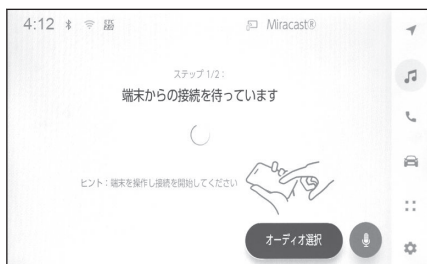 4:12
Miracast®
ステップ 1/2：
端末からの接続を待っています
ヒント：端末を操作し接続を開始してください
オーディオ選択